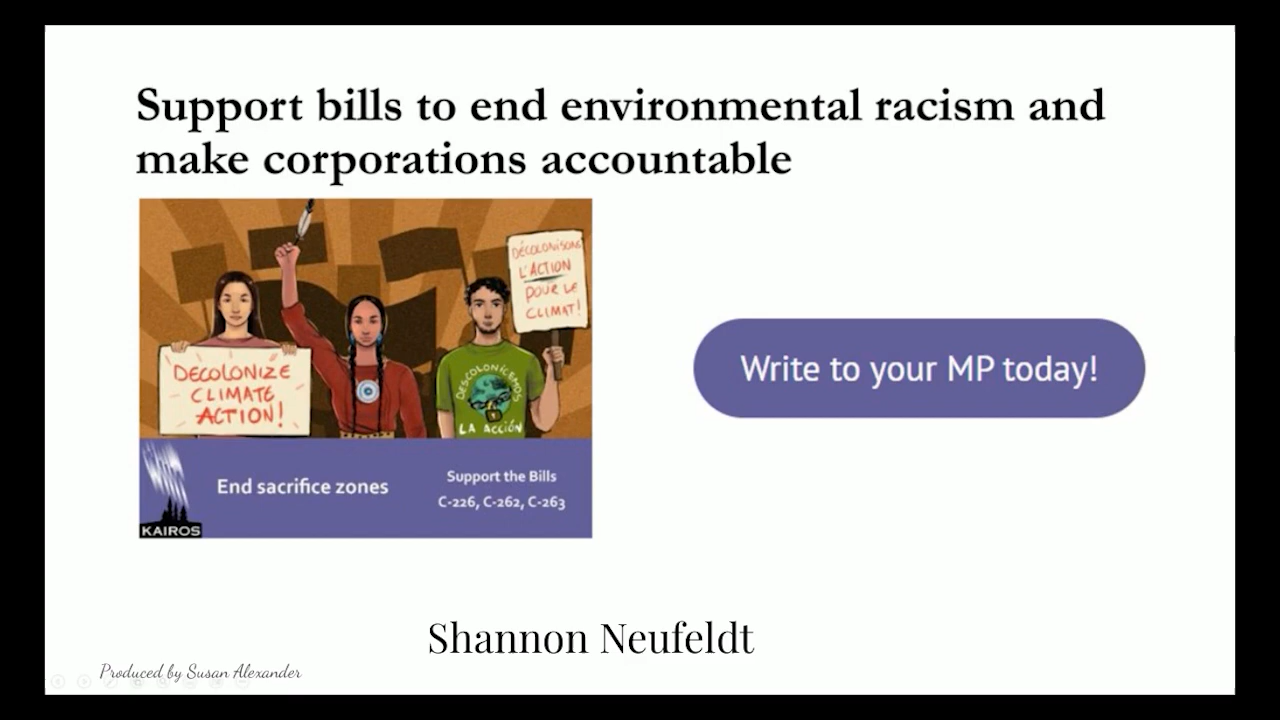 Support bills to end environmental racism and
make corporations accountable
DECOLONIZE
CLIMATE
ACTION!
DÉCOLONISONS
L'ACTION
POUR LE
CLIMAT!
DESCOLONICEMOS
LA ACCIÓN
Write to your MP today!
End sacrifice zones
Support the Bills
C-226, C-262, C-263
KAIROS
Shannon Neufeldt
Produced by Susan Alexander